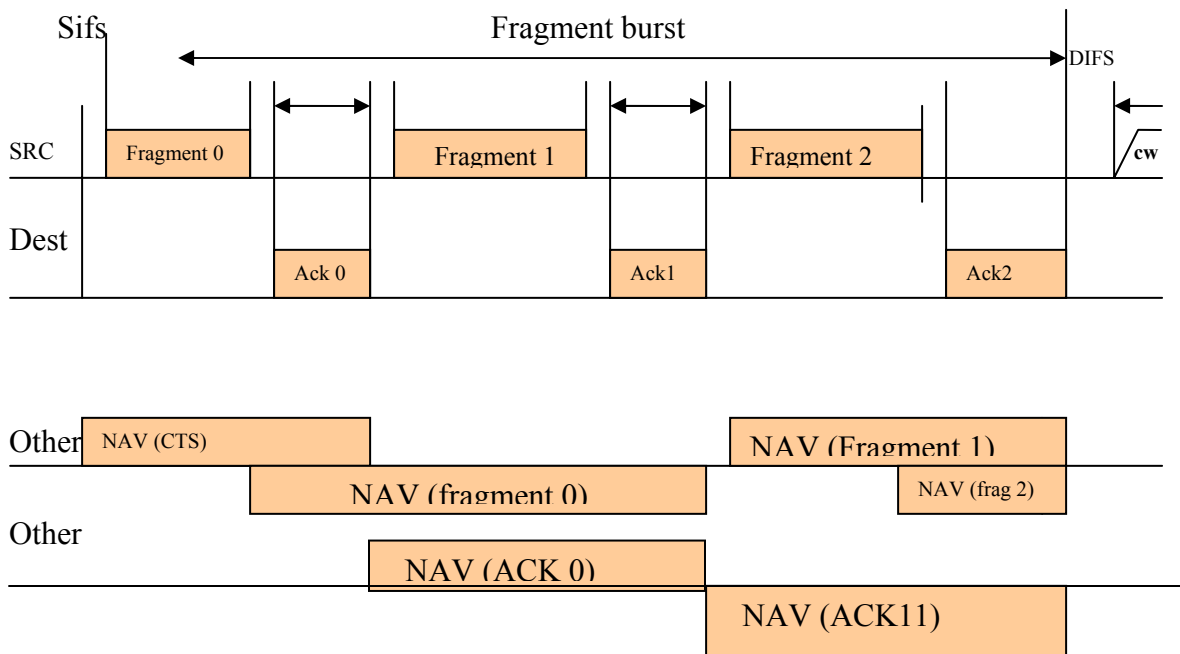 Sifs
Fragment burst
DIFS
SRC
Fragment 0
Fragment 1
Fragment 2
cw
Dest
Ack 0
Ack1
Ack2
Other
NAV (CTS)
NAV (Fragment 1)
NAV (fragment 0)
NAV (frag 2)
Other
NAV (ACK 0)
NAV (ACK11)